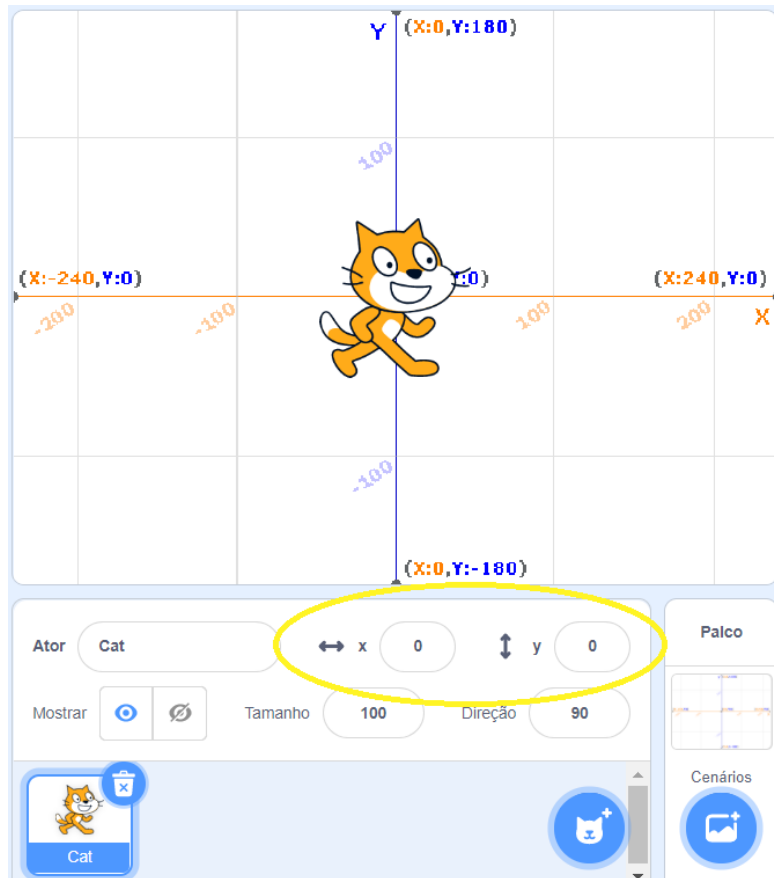 Y (X:0,Y:180)
100
(X:-240,Y:0) :0) (X:240,Y:0)
-200 -100 100 200 X
-100
(X:0,Y:-180)
Ator Cat x 0 y 0 Palco
Mostrar Tamanho 100 Direção 90
Cenários
Cat